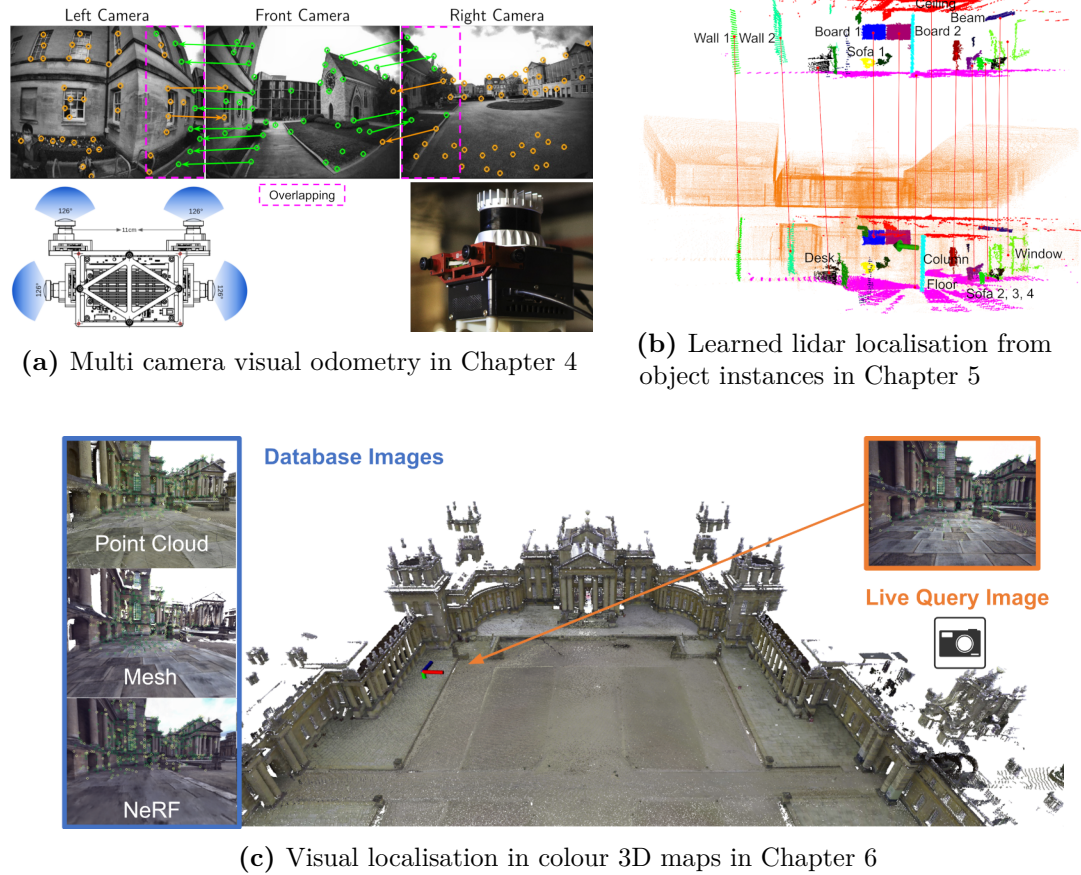 Left Camera
Front Camera
Right Camera
Overlapping
126°
126°
11cm
126°
126°
(a) Multi camera visual odometry in Chapter 4
Ceiling
Beam
Wall 1
Wall 2
Board 1
Board 2
Sofa 1
Desk
Column
Window
Floor
Sofa 2, 3, 4
(b) Learned lidar localisation from
object instances in Chapter 5
Database Images
Point Cloud
Mesh
NeRF
Live Query Image
(c) Visual localisation in colour 3D maps in Chapter 6